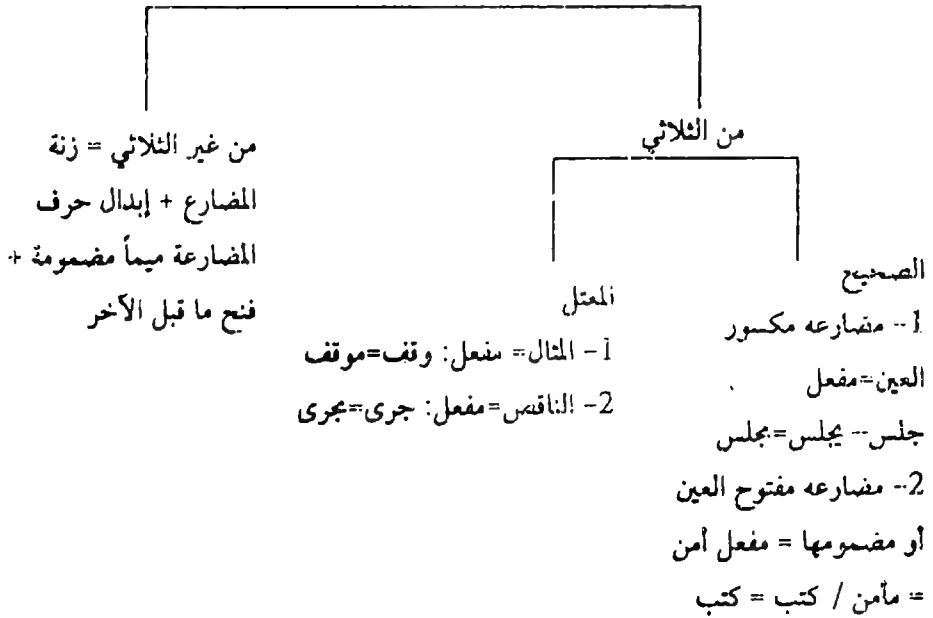 من الثلاثي
الصحيح
1- مضارعه مكسور
العين=مفعل
جلس- يجلس=مجلس
2- مضارعه مفتوح العين
أو مضمومها = مفعل أمن
= مأمن / كتب = كتب
المعتل
1- المثال= مفعل: وقف=موقف
2- الناقص=مفعل: جرى=مجرى
من غير الثلاثي = زنة
المضارع + إبدال حرف
المضارعة ميماً مضمومة +
فتح ما قبل الآخر